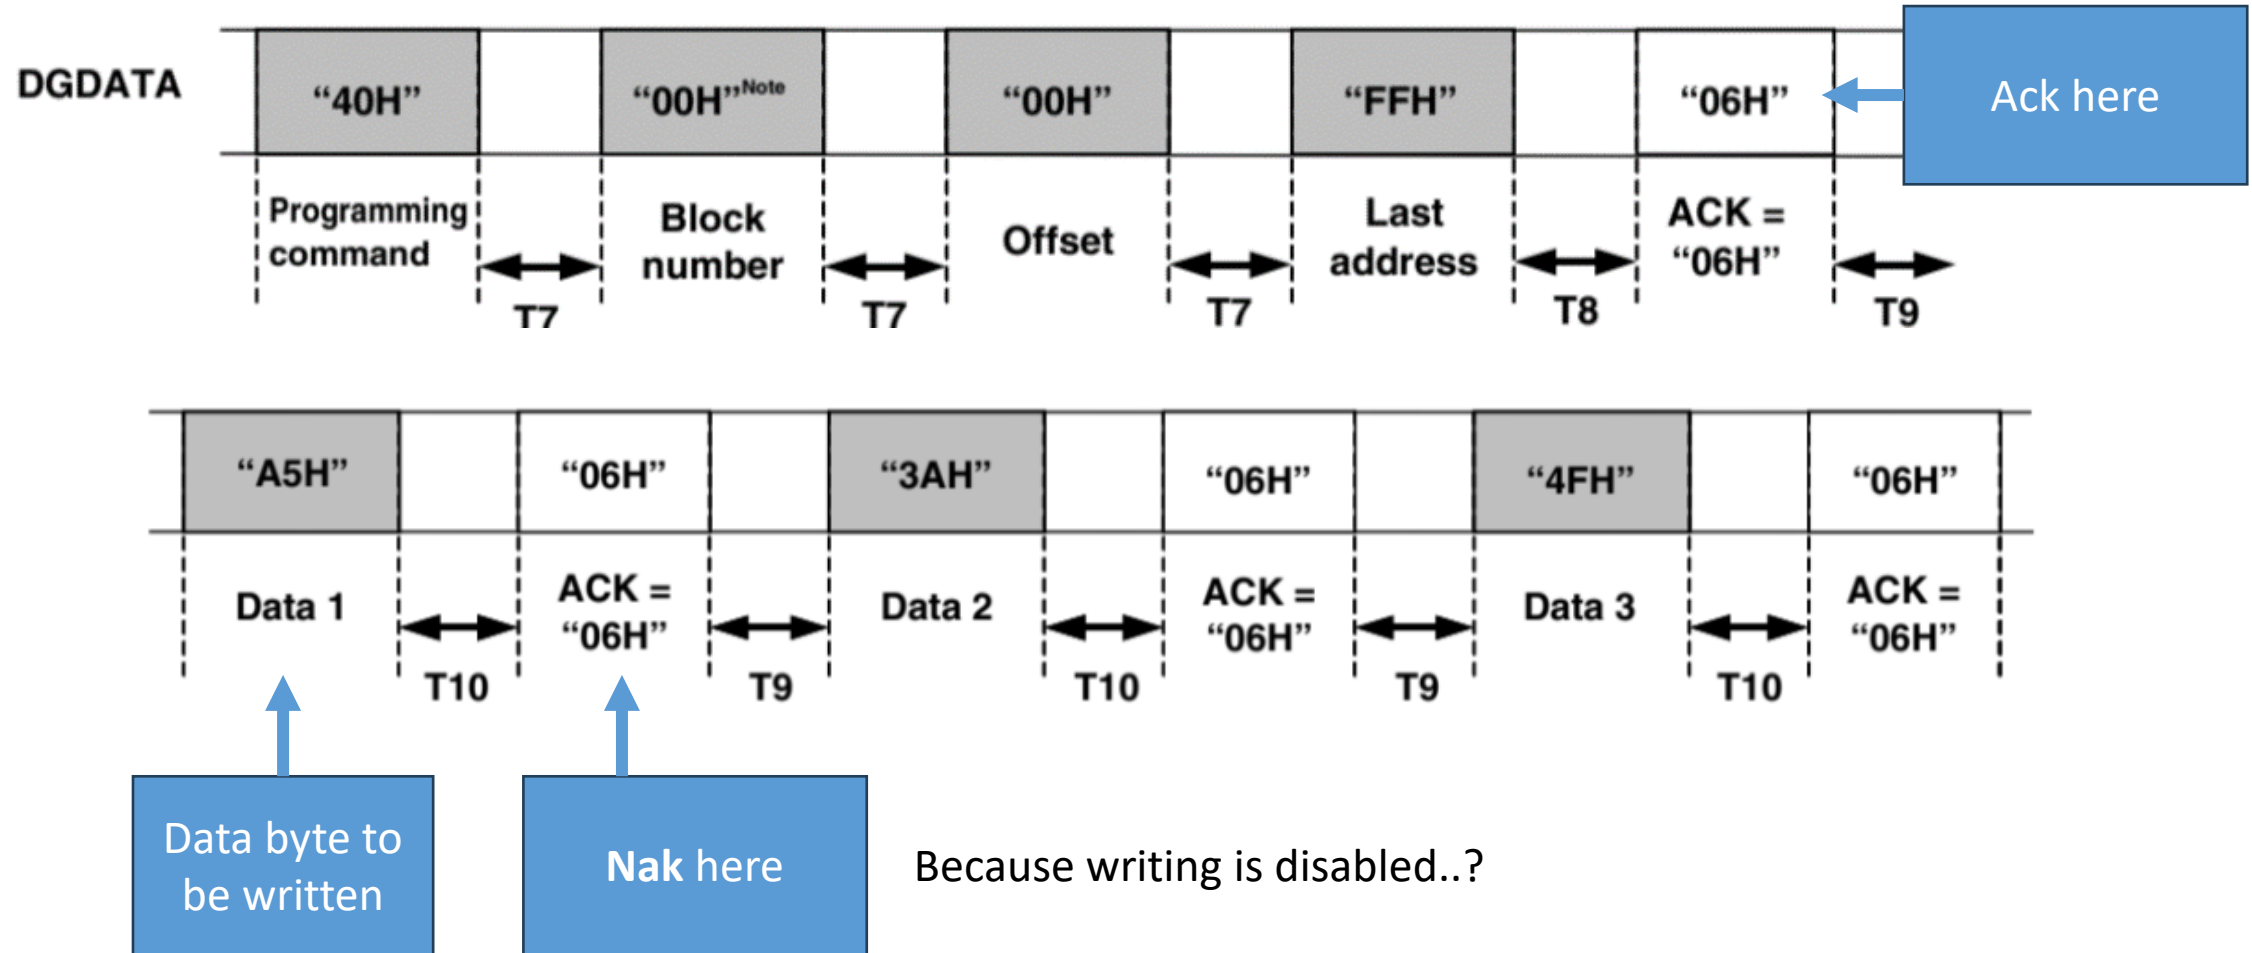 DGDATA
“40H”
“00H”Note
“00H”
“FFH”
“06H”
Ack here
Programming
command
Block
number
Offset
Last
address
ACK =
“06H”
T7
T7
T7
T8
T9
“A5H”
“06H”
“3AH”
“06H”
“4FH”
“06H”
Data 1
ACK =
“06H”
Data 2
ACK =
“06H”
Data 3
ACK =
“06H”
T10
T9
T10
T9
T10
Data byte to
be written
Nak here
Because writing is disabled..?